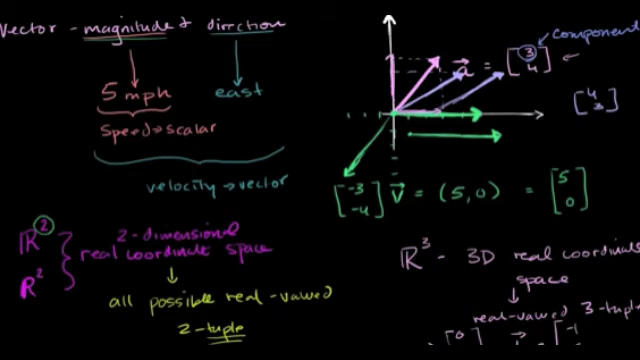 vector - magnitude & direction
5 mph east
speed → scalar
velocity → vector
ℝ² } 2-dimensional
real coordinate space
R²
all possible real-valued
2-tuple
component
a⃗ = [3 4]
[4 3]
[-3 -4] v⃗ = (5, 0) = [5 0]
ℝ³ - 3D real coordinate
space
real-valued 3-tuple
[0 [-1